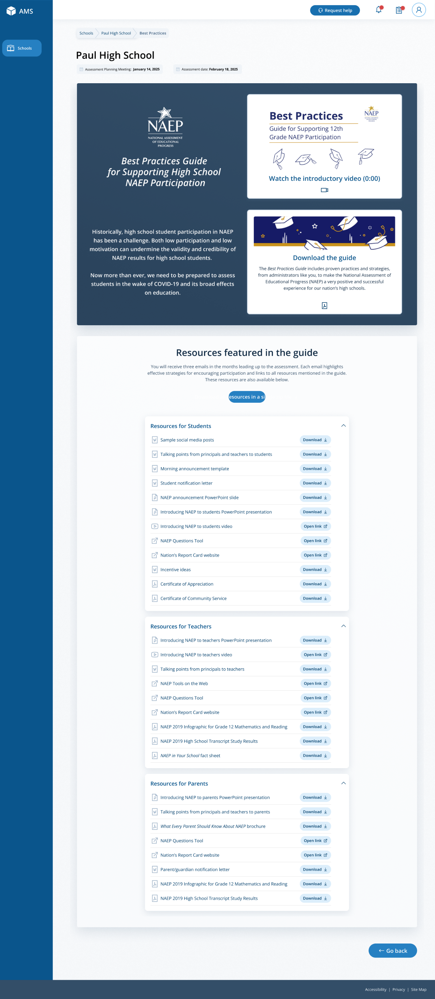 AMS
Request help
Schools
Schools
Paul High School
Best Practices
Paul High School
Assessment Planning Meeting: January 14, 2025
Assessment date: February 18, 2025
NAEP
NATIONAL ASSESSMENT
OF EDUCATIONAL
PROGRESS
Best Practices Guide
for Supporting High School
NAEP Participation
Historically, high school student participation in NAEP
has been a challenge. Both low participation and low
motivation can undermine the validity and credibility of
NAEP results for high school students.
Now more than ever, we need to be prepared to assess
students in the wake of COVID-19 and its broad effects
on education.
Best Practices
NAEP
NATIONAL ASSESSMENT
OF EDUCATIONAL
PROGRESS
Guide for Supporting 12th
Grade NAEP Participation
Watch the introductory video (0:00)
Download the guide
The Best Practices Guide includes proven practices and strategies,
from administrators like you, to make the National Assessment of
Educational Progress (NAEP) a very positive and successful
experience for our nation's high schools.
Resources featured in the guide
You will receive three emails in the months leading up to the assessment. Each email highlights
effective strategies for encouraging participation and links to all resources mentioned in the guide.
These resources are also available below.
esources in a si
Resources for Students
Sample social media posts Download
Talking points from principals and teachers to students Download
Morning announcement template Download
Student notification letter Download
NAEP announcement PowerPoint slide Download
Introducing NAEP to students PowerPoint presentation Download
Introducing NAEP to students video Open link
NAEP Questions Tool Open link
Nation's Report Card website Open link
Incentive ideas Download
Certificate of Appreciation Download
Certificate of Community Service Download
Resources for Teachers
Introducing NAEP to teachers PowerPoint presentation Download
Introducing NAEP to teachers video Open link
Talking points from principals to teachers Download
NAEP Tools on the Web Open link
NAEP Questions Tool Open link
Nation's Report Card website Open link
NAEP 2019 Infographic for Grade 12 Mathematics and Reading Download
NAEP 2019 High School Transcript Study Results Download
NAEP in Your School fact sheet Download
Resources for Parents
Introducing NAEP to parents PowerPoint presentation Download
Talking points from principals and teachers to parents Download
What Every Parent Should Know About NAEP brochure Download
NAEP Questions Tool Open link
Nation's Report Card website Open link
Parent/guardian notification letter Download
NAEP 2019 Infographic for Grade 12 Mathematics and Reading Download
NAEP 2019 High School Transcript Study Results Download
Go back
Accessibility | Privacy | Site Map